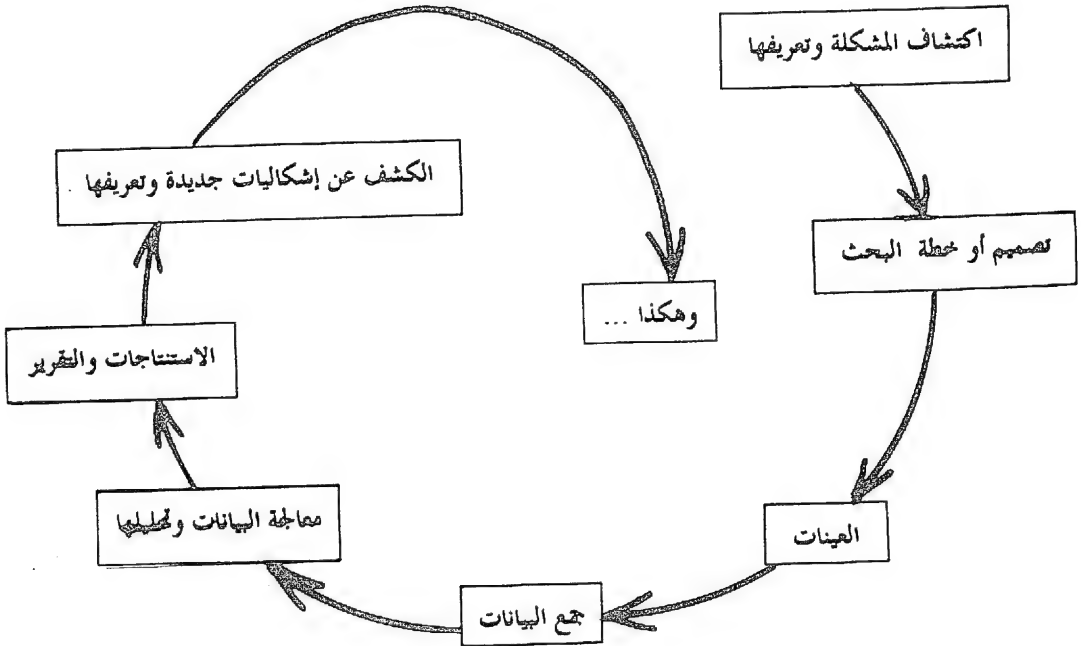 اكتشاف المشكلة وتعريفها
تصميم أو خطة البحث
العينات
جمع البيانات
معالجة البيانات وتحليلها
الاستنتاجات والتقرير
الكشف عن إشكاليات جديدة وتعريفها
وهكذا ...